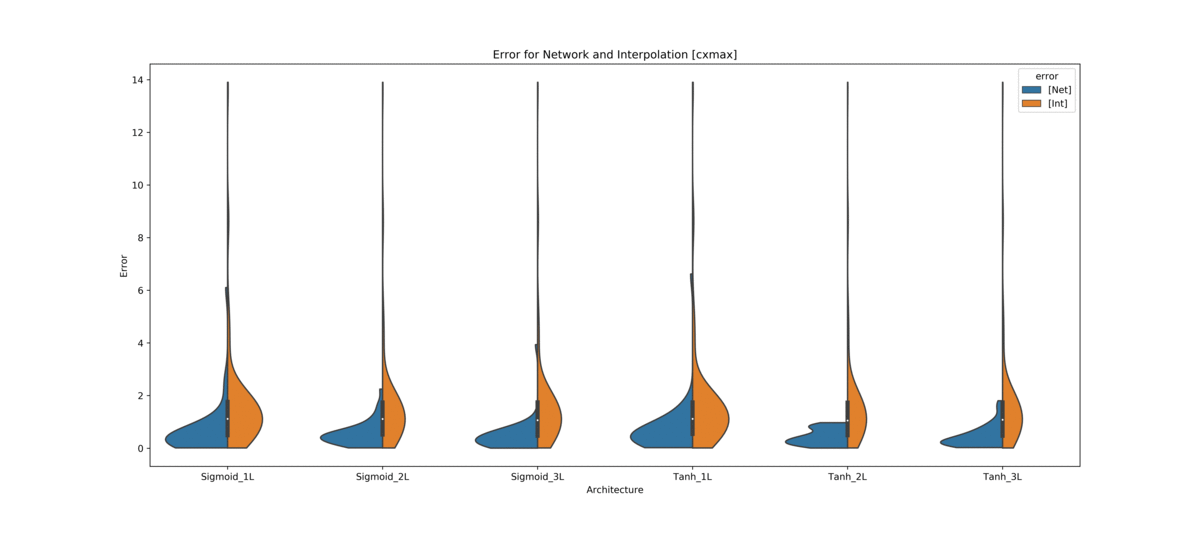 Error for Network and Interpolation [cxmax]
error
[Net]
[Int]
14
12
10
8
6
4
2
0
Error
Sigmoid_1L Sigmoid_2L Sigmoid_3L Tanh_1L Tanh_2L Tanh_3L
Architecture